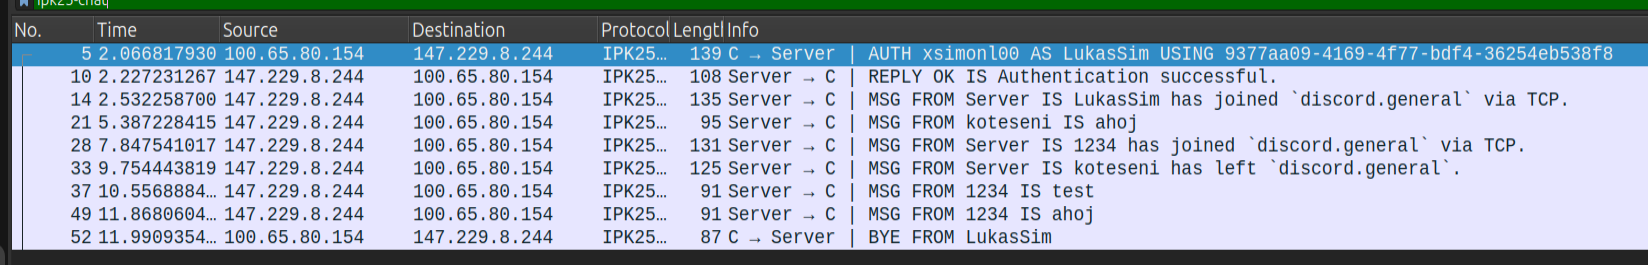 ipk25-chat
No. Time Source Destination Protocol Lengtl Info
5 2.066817930 100.65.80.154 147.229.8.244 IPK25… 139 C → Server | AUTH xsimonl00 AS LukasSim USING 9377aa09-4169-4f77-bdf4-36254eb538f8
10 2.227231267 147.229.8.244 100.65.80.154 IPK25… 108 Server → C | REPLY OK IS Authentication successful.
14 2.532258700 147.229.8.244 100.65.80.154 IPK25… 135 Server → C | MSG FROM Server IS LukasSim has joined `discord.general` via TCP.
21 5.387228415 147.229.8.244 100.65.80.154 IPK25… 95 Server → C | MSG FROM koteseni IS ahoj
28 7.847541017 147.229.8.244 100.65.80.154 IPK25… 131 Server → C | MSG FROM Server IS 1234 has joined `discord.general` via TCP.
33 9.754443819 147.229.8.244 100.65.80.154 IPK25… 125 Server → C | MSG FROM Server IS koteseni has left `discord.general`.
37 10.5568884… 147.229.8.244 100.65.80.154 IPK25… 91 Server → C | MSG FROM 1234 IS test
49 11.8680604… 147.229.8.244 100.65.80.154 IPK25… 91 Server → C | MSG FROM 1234 IS ahoj
52 11.9909354… 100.65.80.154 147.229.8.244 IPK25… 87 C → Server | BYE FROM LukasSim